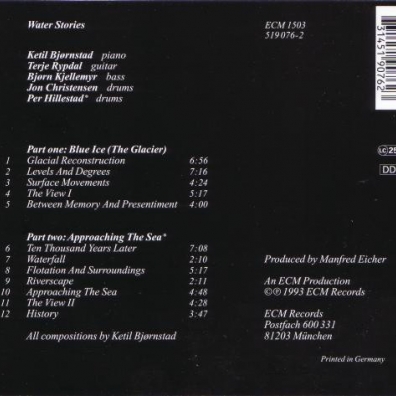 Water Stories
ECM 1503
519 076-2
Ketil Bjørnstad piano
Terje Rypdal guitar
Bjørn Kjellemyr bass
Jon Christensen drums
Per Hillestad* drums
Part one: Blue Ice (The Glacier)
1 Glacial Reconstruction 6:56
2 Levels And Degrees 7:16
3 Surface Movements 4:24
4 The View I 5:17
5 Between Memory And Presentiment 4:00
Part two: Approaching The Sea*
6 Ten Thousand Years Later 7:08
7 Waterfall 2:10
8 Flotation And Surroundings 5:17
9 Riverscape 2:11
10 Approaching The Sea 4:48
11 The View II 4:28
12 History 3:47
All compositions by Ketil Bjørnstad
Produced by Manfred Eicher
An ECM Production
©℗ 1993 ECM Records
ECM Records
Postfach 600 331
81203 München
Printed in Germany
31451 90762
LC 25
DD